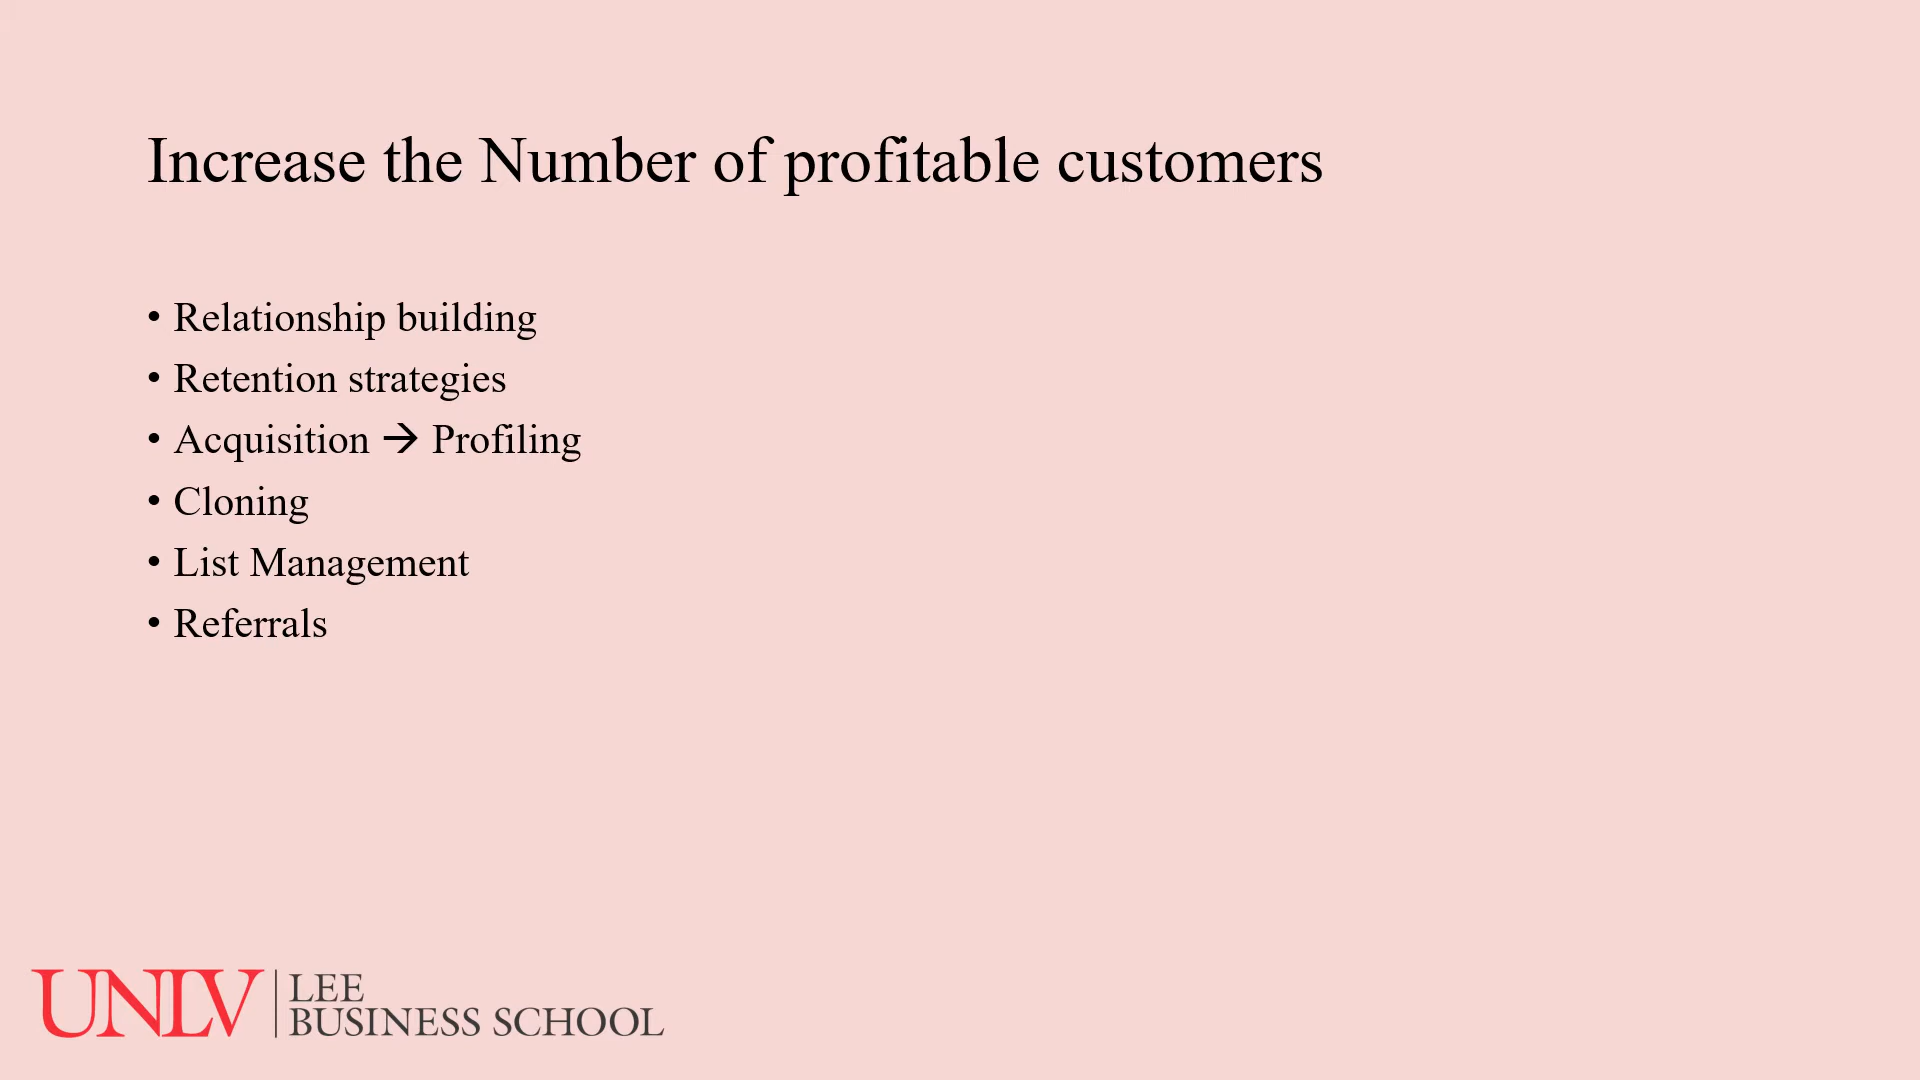 Increase the Number of profitable customers
• Relationship building
• Retention strategies
• Acquisition → Profiling
• Cloning
• List Management
• Referrals
UNLV
LEE
BUSINESS SCHOOL